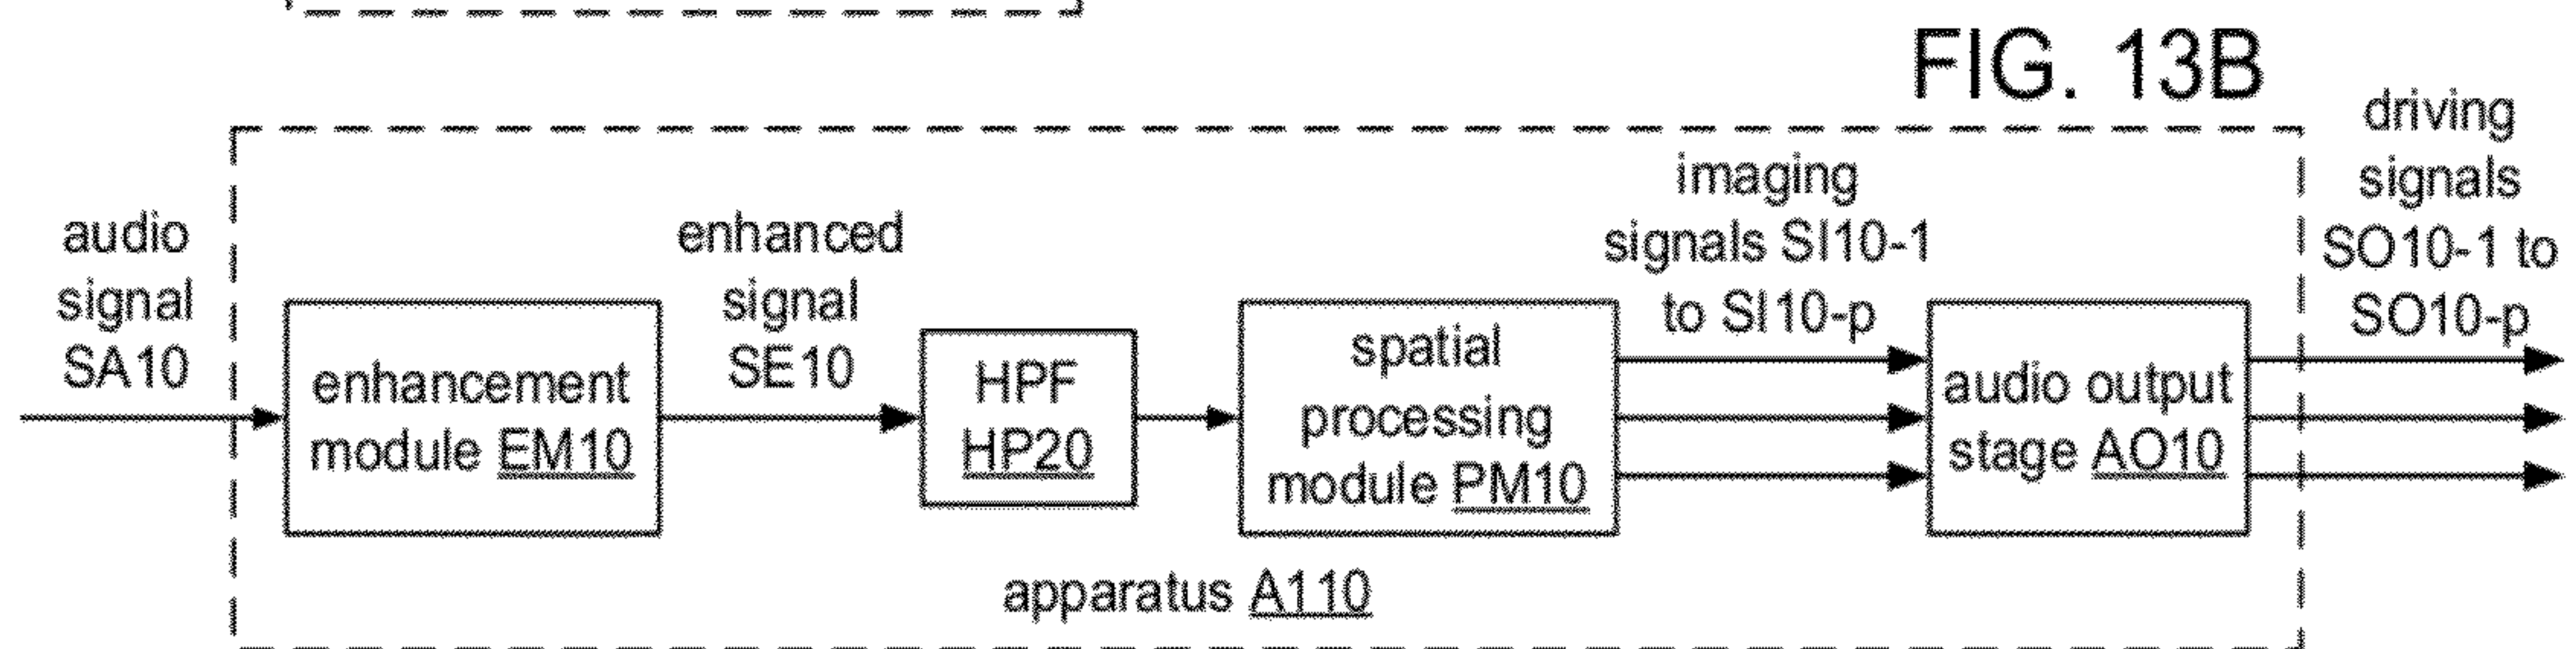 FIG. 13B
audio
signal
SA10
enhancement
module EM10
enhanced
signal
SE10
HPF
HP20
spatial
processing
module PM10
imaging
signals SI10-1
to SI10-p
audio output
stage AO10
driving
signals
SO10-1 to
SO10-p
apparatus A110